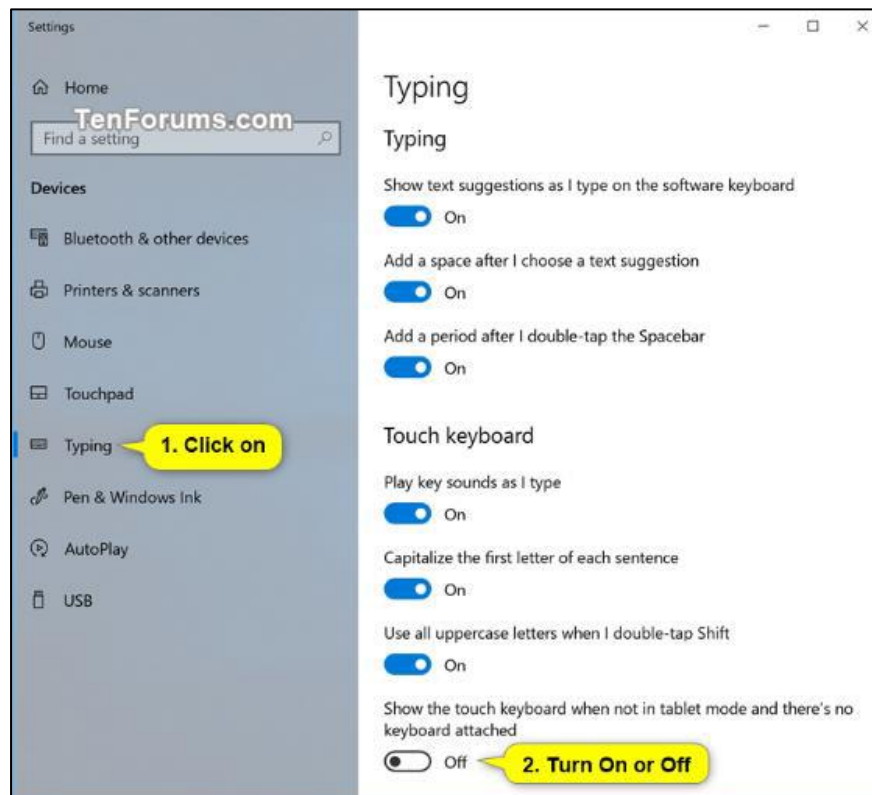 Settings
Home
TenForums.com
Find a setting
Devices
Bluetooth & other devices
Printers & scanners
Mouse
Touchpad
Typing
1. Click on
Pen & Windows Ink
AutoPlay
USB
Typing
Typing
Show text suggestions as I type on the software keyboard
On
Add a space after I choose a text suggestion
On
Add a period after I double-tap the Spacebar
On
Touch keyboard
Play key sounds as I type
On
Capitalize the first letter of each sentence
On
Use all uppercase letters when I double-tap Shift
On
Show the touch keyboard when not in tablet mode and there's no
keyboard attached
Off
2. Turn On or Off